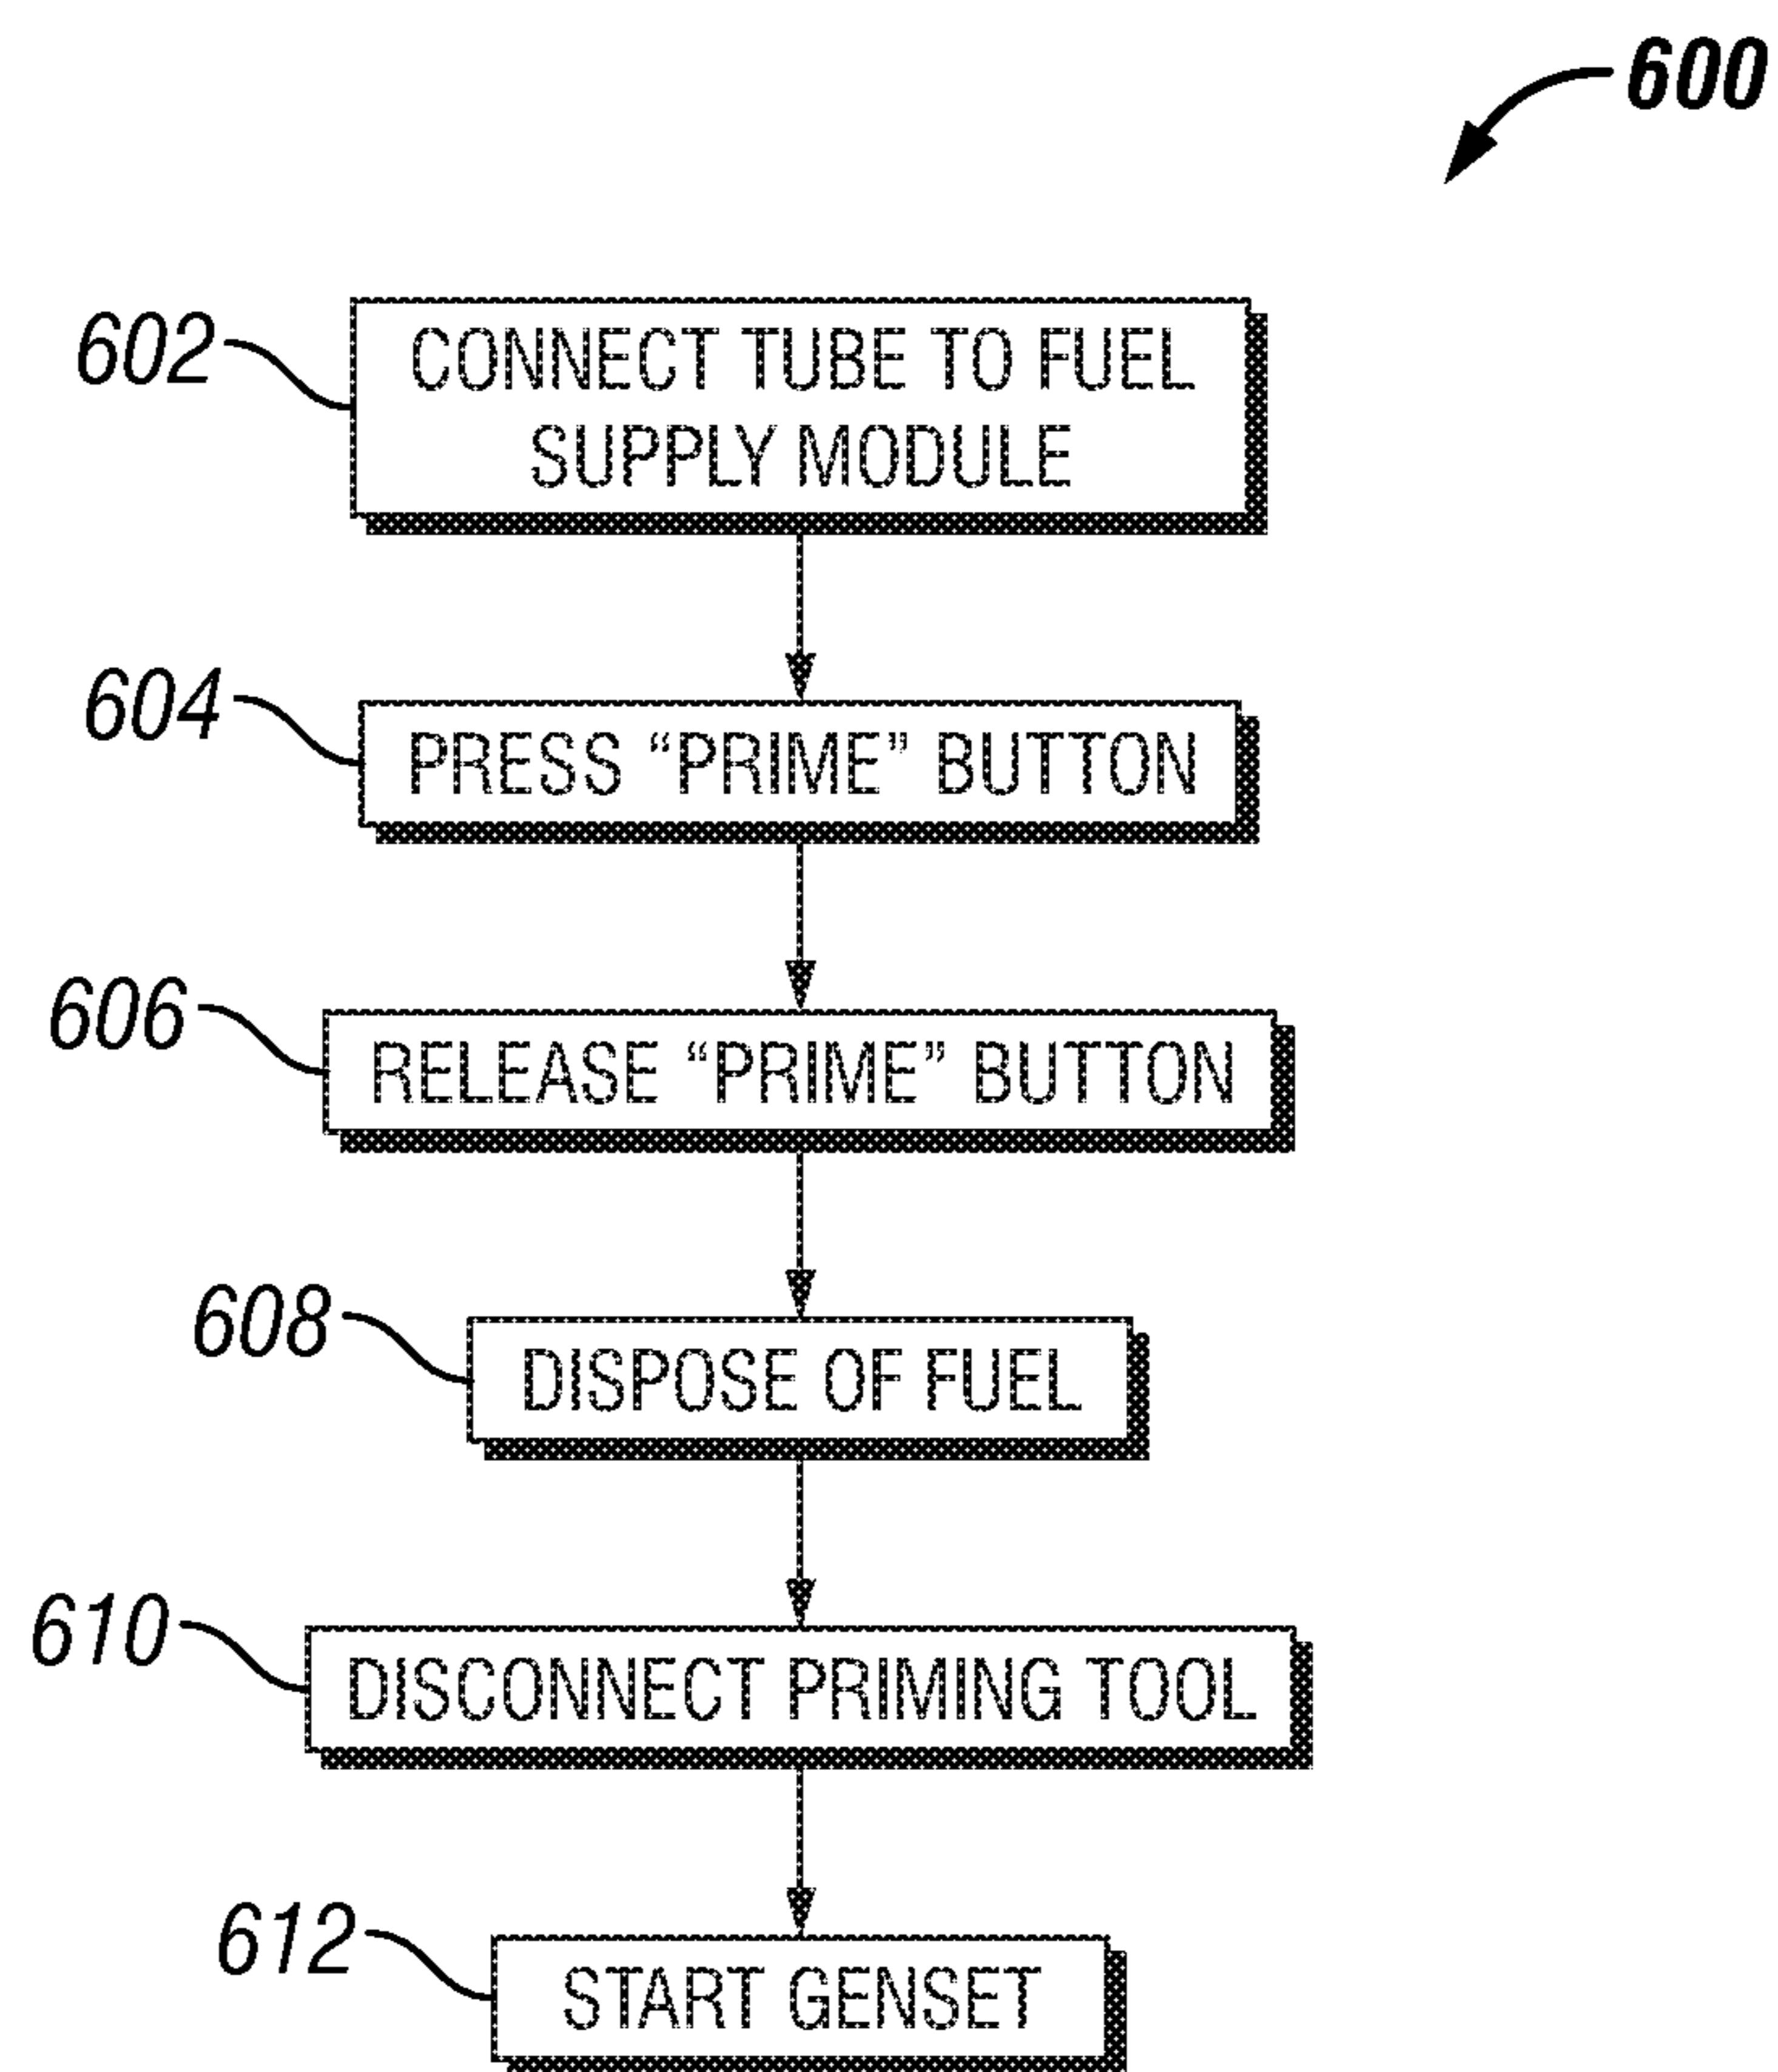 600
602
CONNECT TUBE TO FUEL
SUPPLY MODULE
604
PRESS “PRIME” BUTTON
606
RELEASE “PRIME” BUTTON
608
DISPOSE OF FUEL
610
DISCONNECT PRIMING TOOL
612
START GENSET